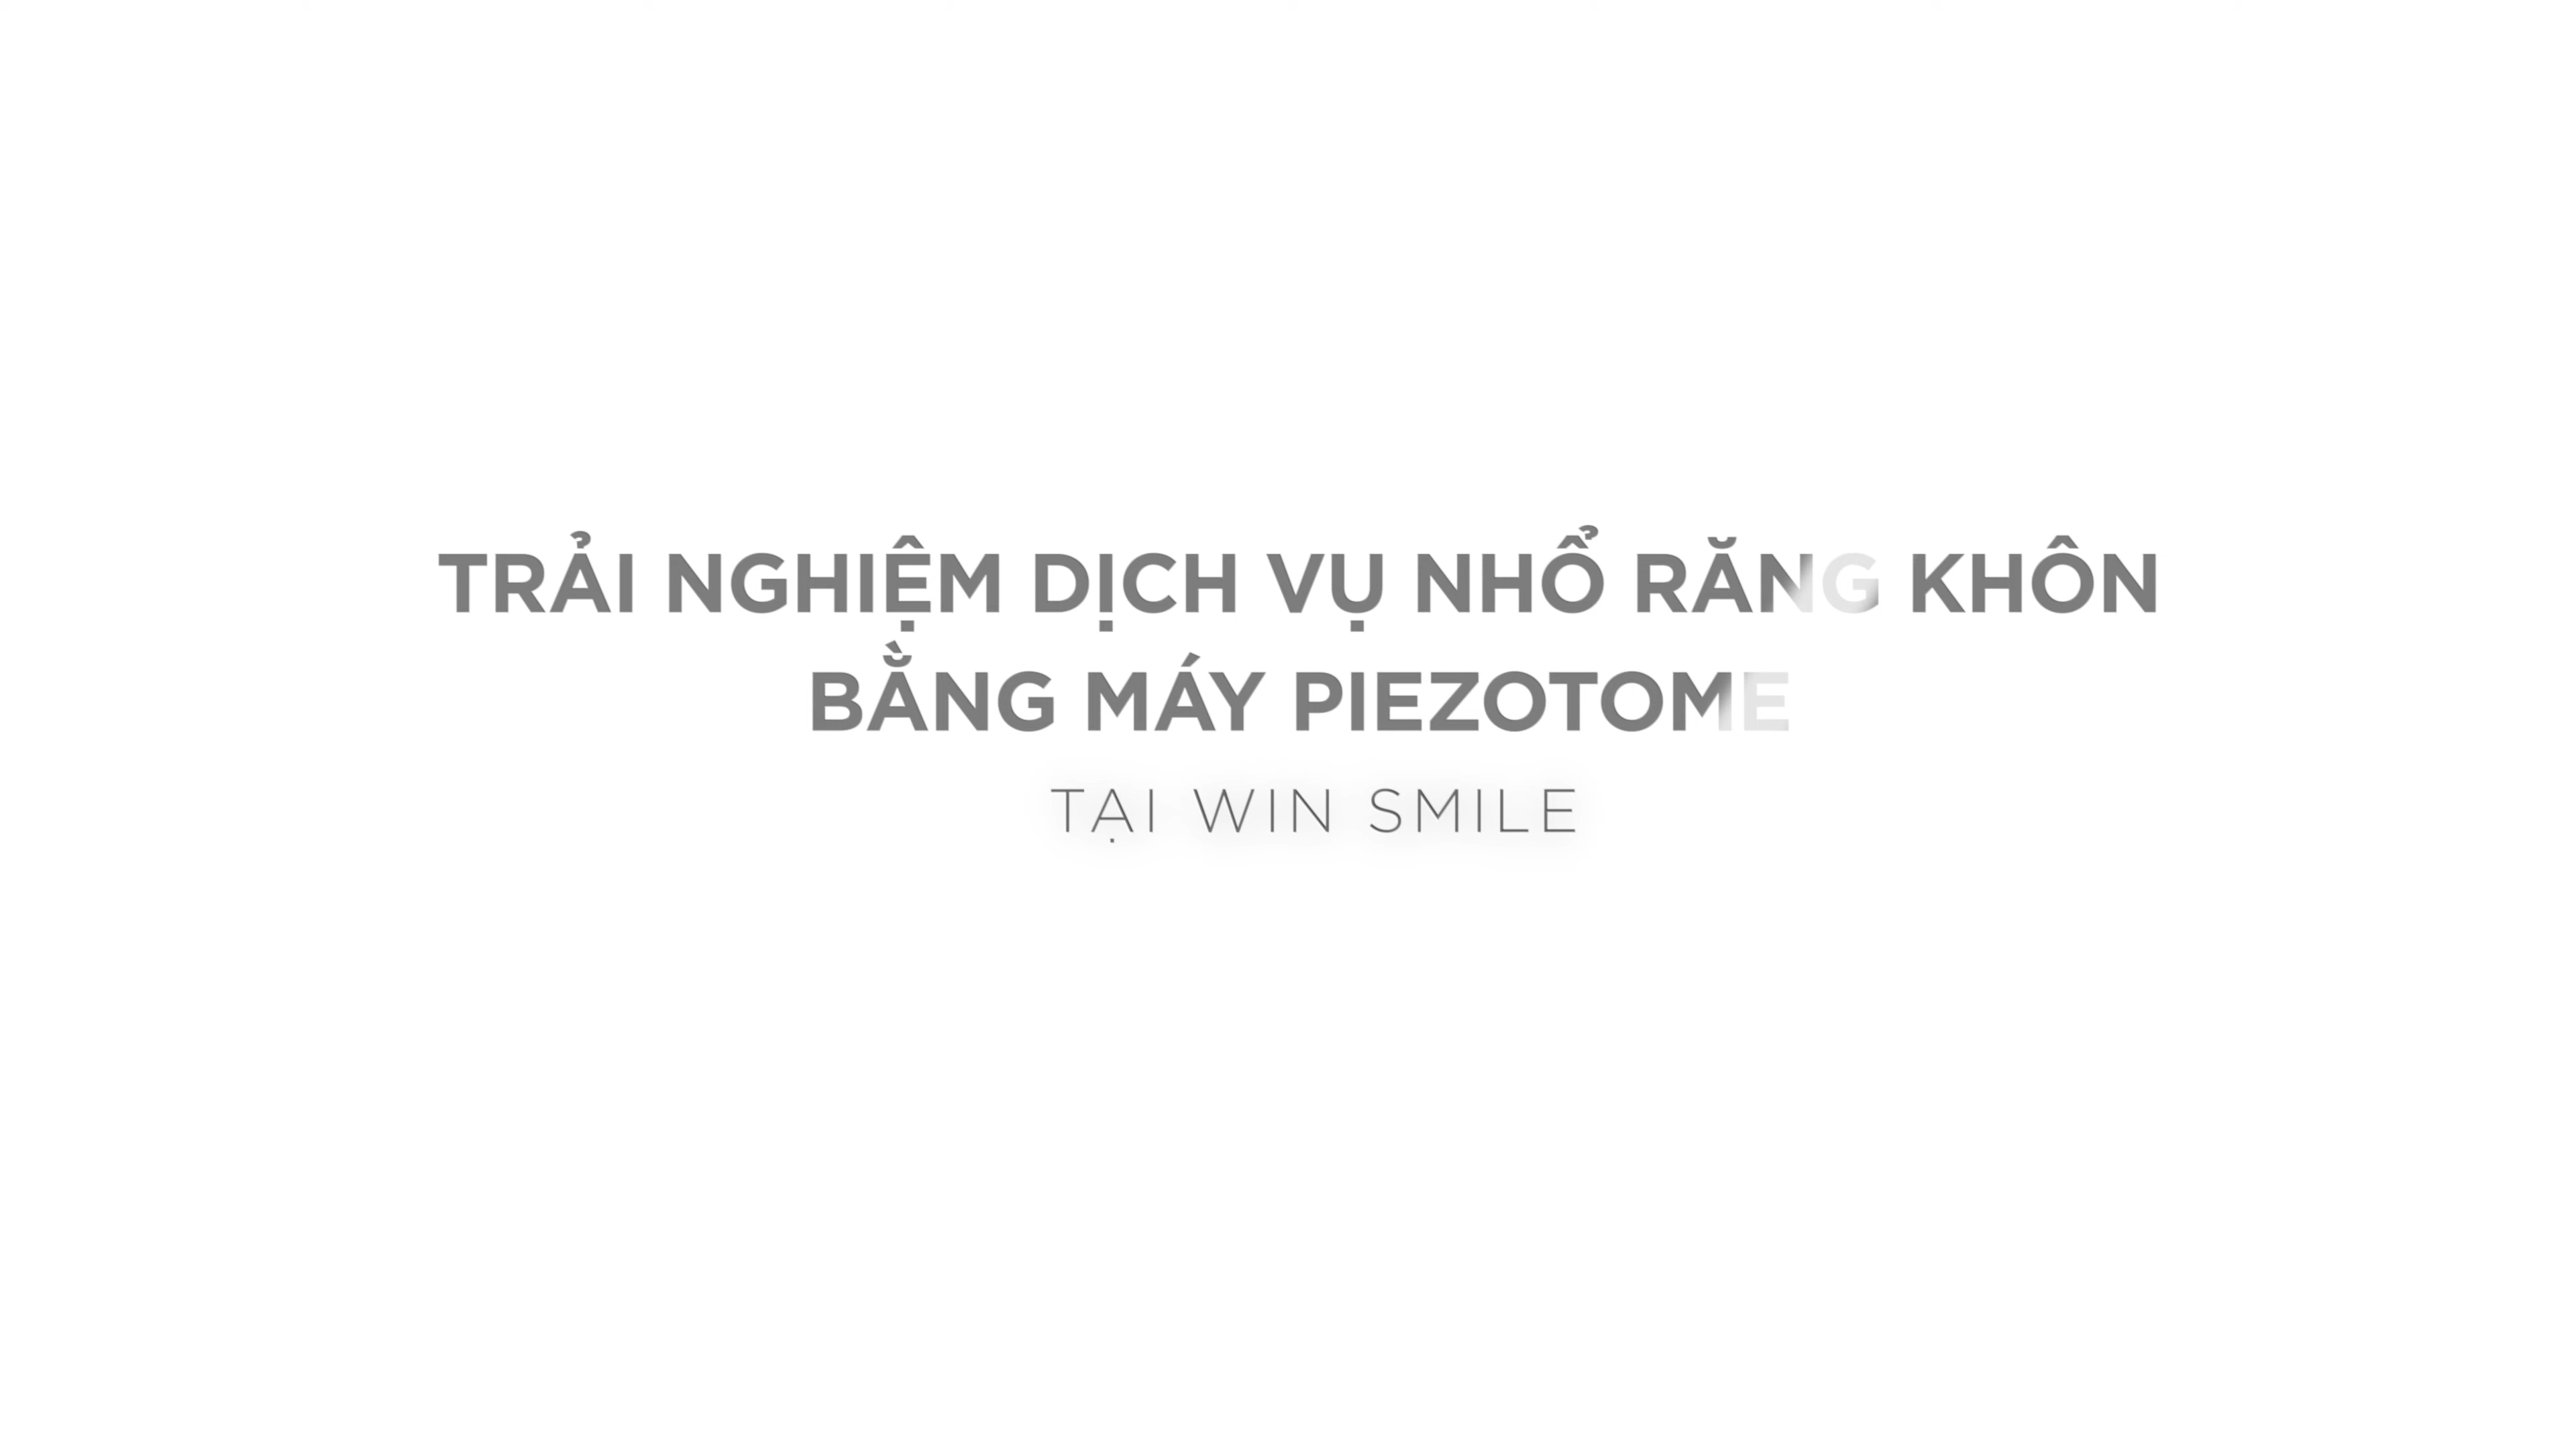 TRẢI NGHIỆM DỊCH VỤ NHỔ RĂNG KHÔN
BẰNG MÁY PIEZOTOME
TẠI WIN SMILE